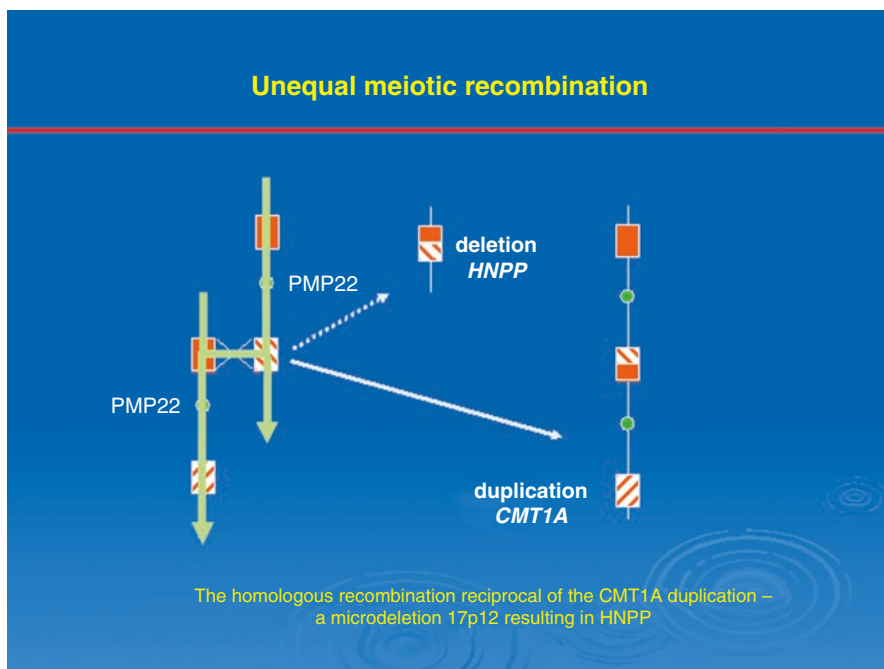 Unequal meiotic recombination
deletion
HNPP
PMP22
PMP22
duplication
CMT1A
The homologous recombination reciprocal of the CMT1A duplication –
a microdeletion 17p12 resulting in HNPP